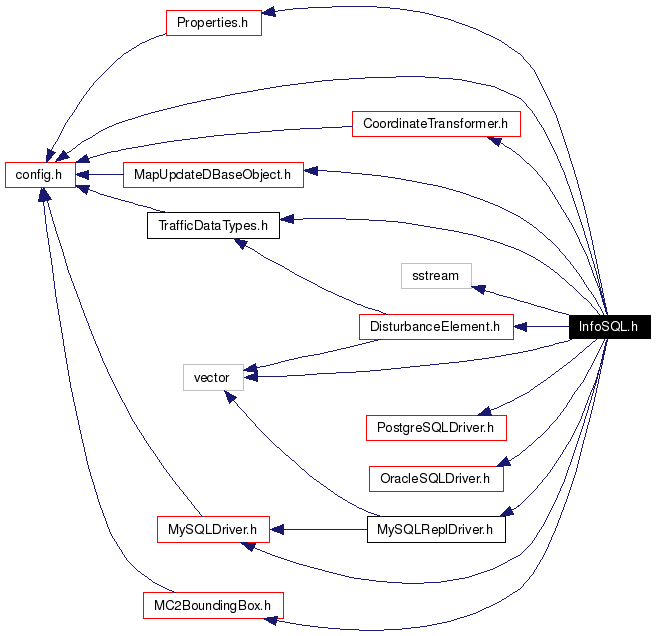 Properties.h
CoordinateTransformer.h
config.h
MapUpdateDBaseObject.h
TrafficDataTypes.h
sstream
DisturbanceElement.h
InfoSQL.h
vector
PostgreSQLDriver.h
OracleSQLDriver.h
MySQLDriver.h
MySQLReplDriver.h
MC2BoundingBox.h